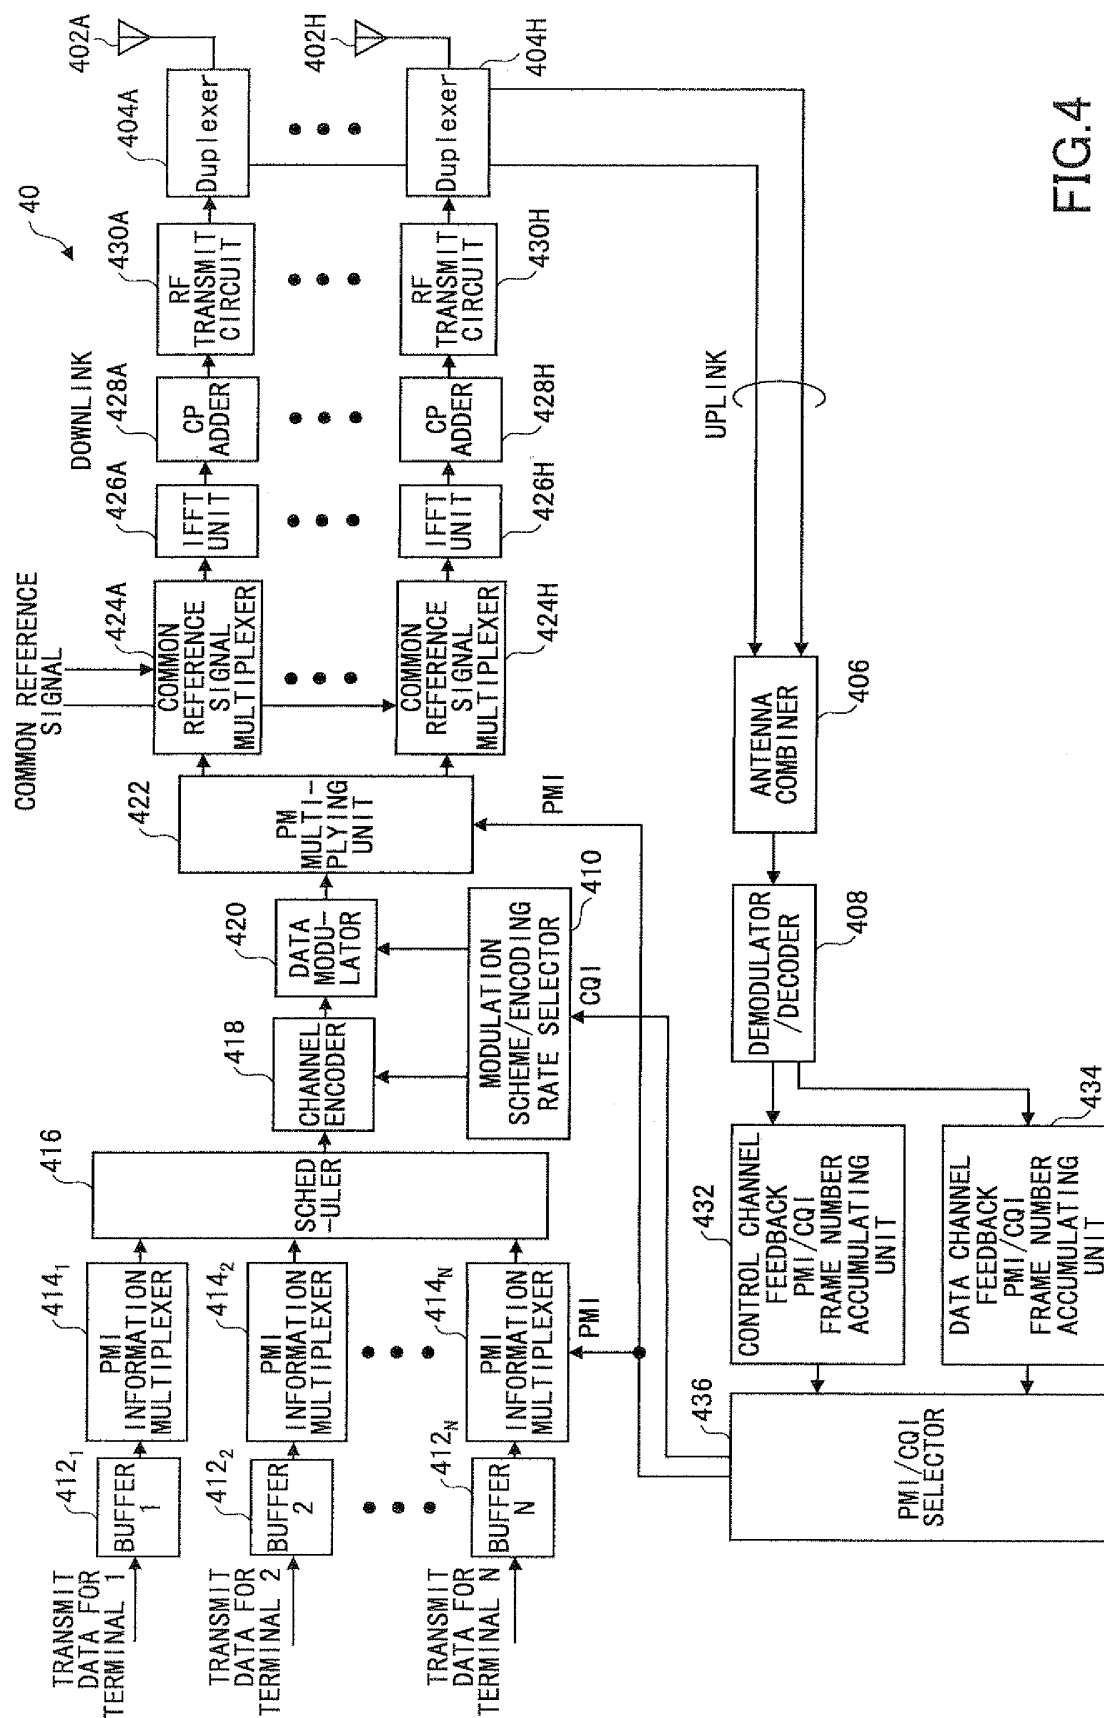 40
TRANSMIT
DATA FOR
TERMINAL 1
412₁
BUFFER
1
414₁
PMI
INFORMATION
MULTIPLEXER
TRANSMIT
DATA FOR
TERMINAL 2
412₂
BUFFER
2
414₂
PMI
INFORMATION
MULTIPLEXER
TRANSMIT
DATA FOR
TERMINAL N
412N
BUFFER
N
414N
PMI
INFORMATION
MULTIPLEXER
PMI
416
SCHED
-ULER
418
CHANNEL
ENCODER
420
DATA
MODU-
LATOR
MODULATION
SCHEME/ENCODING
RATE SELECTOR
410
CQI
422
PM
MULTI-
PLYING
UNIT
PMI
COMMON REFERENCE
SIGNAL
424A
COMMON
REFERENCE
SIGNAL
MULTIPLEXER
DOWNLINK
426A
IFFT
UNIT
428A
CP
ADDER
430A
RF
TRANSMIT
CIRCUIT
404A
Duplexer
402A
COMMON
REFERENCE
SIGNAL
MULTIPLEXER
424H
IFFT
UNIT
426H
CP
ADDER
428H
RF
TRANSMIT
CIRCUIT
430H
Duplexer
404H
402H
UPLINK
ANTENNA
COMBINER
406
DEMODULATOR
/DECODER
408
432
CONTROL CHANNEL
FEEDBACK
PMI/CQI
FRAME NUMBER
ACCUMULATING
UNIT
434
DATA CHANNEL
FEEDBACK
PMI/CQI
FRAME NUMBER
ACCUMULATING
UNIT
436
PMI/CQI
SELECTOR
FIG.4